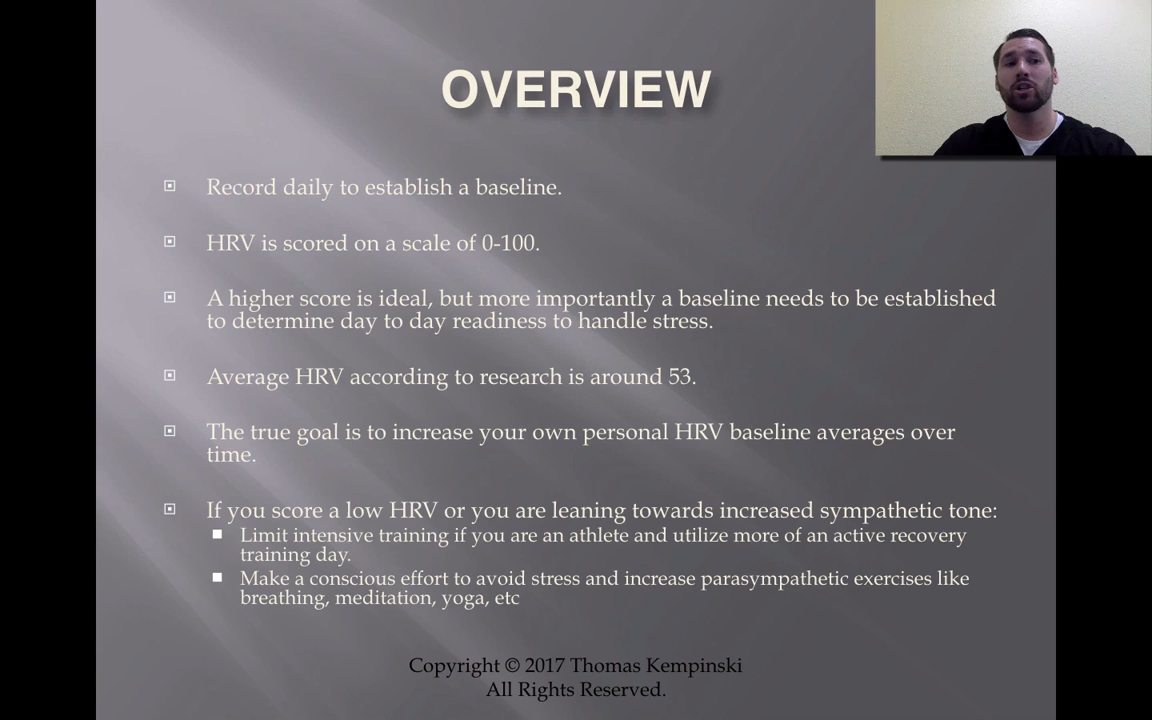 OVERVIEW
Record daily to establish a baseline.
HRV is scored on a scale of 0-100.
A higher score is ideal, but more importantly a baseline needs to be established
to determine day to day readiness to handle stress.
Average HRV according to research is around 53.
The true goal is to increase your own personal HRV baseline averages over
time.
If you score a low HRV or you are leaning towards increased sympathetic tone:
Limit intensive training if you are an athlete and utilize more of an active recovery
training day.
Make a conscious effort to avoid stress and increase parasympathetic exercises like
breathing, meditation, yoga, etc
Copyright © 2017 Thomas Kempinski
All Rights Reserved.